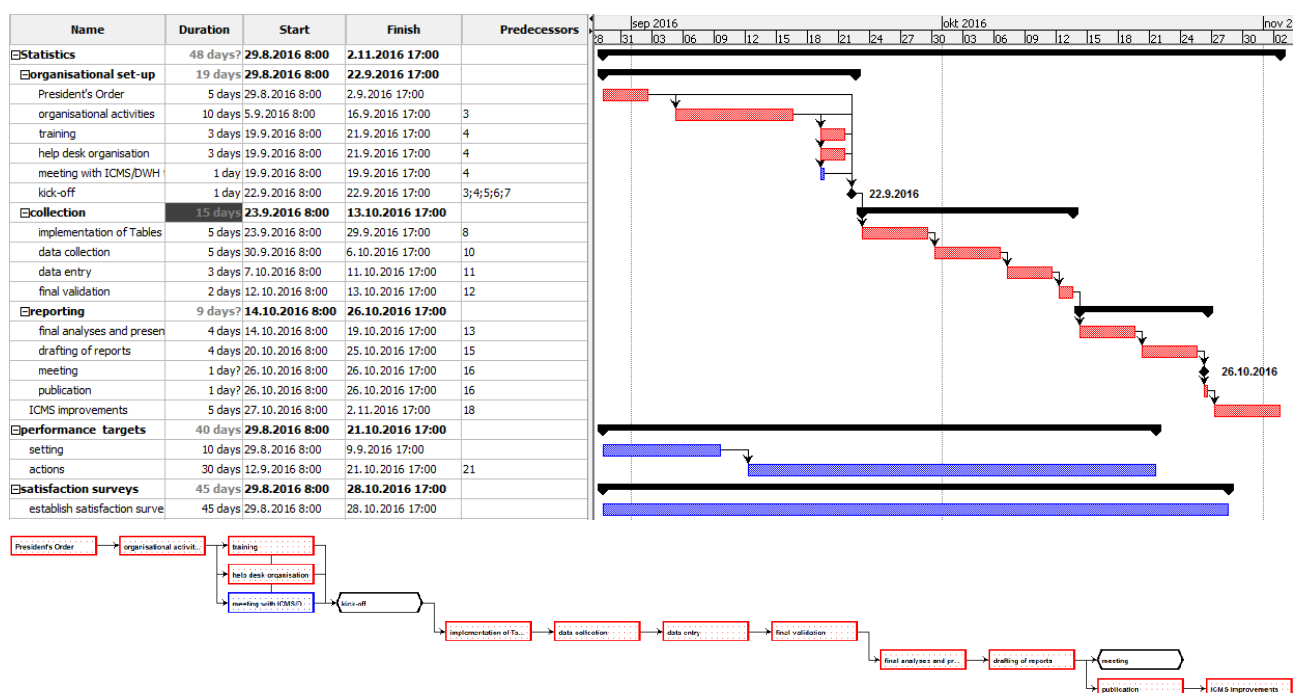 Name Duration Start Finish Predecessors
sep 2016 okt 2016 nov 2
28 31 03 06 09 12 15 18 21 24 27 30 03 06 09 12 15 18 21 24 27 30 02
Statistics 48 days? 29.8.2016 8:00 2.11.2016 17:00
organisational set-up 19 days 29.8.2016 8:00 22.9.2016 17:00
President's Order 5 days 29.8.2016 8:00 2.9.2016 17:00
organisational activities 10 days 5.9.2016 8:00 16.9.2016 17:00 3
training 3 days 19.9.2016 8:00 21.9.2016 17:00 4
help desk organisation 3 days 19.9.2016 8:00 21.9.2016 17:00 4
meeting with ICMS/DWH 1 day 19.9.2016 8:00 19.9.2016 17:00 4
kick-off 1 day 22.9.2016 8:00 22.9.2016 17:00 3;4;5;6;7 22.9.2016
collection 15 days 23.9.2016 8:00 13.10.2016 17:00
implementation of Tables 5 days 23.9.2016 8:00 29.9.2016 17:00 8
data collection 5 days 30.9.2016 8:00 6.10.2016 17:00 10
data entry 3 days 7.10.2016 8:00 11.10.2016 17:00 11
final validation 2 days 12.10.2016 8:00 13.10.2016 17:00 12
reporting 9 days? 14.10.2016 8:00 26.10.2016 17:00
final analyses and presen 4 days 14.10.2016 8:00 19.10.2016 17:00 13
drafting of reports 4 days 20.10.2016 8:00 25.10.2016 17:00 15
meeting 1 day? 26.10.2016 8:00 26.10.2016 17:00 16 26.10.2016
publication 1 day? 26.10.2016 8:00 26.10.2016 17:00 16
ICMS improvements 5 days 27.10.2016 8:00 2.11.2016 17:00 18
performance targets 40 days 29.8.2016 8:00 21.10.2016 17:00
setting 10 days 29.8.2016 8:00 9.9.2016 17:00
actions 30 days 12.9.2016 8:00 21.10.2016 17:00 21
satisfaction surveys 45 days 29.8.2016 8:00 28.10.2016 17:00
establish satisfaction surve 45 days 29.8.2016 8:00 28.10.2016 17:00
President's Order organisational activit... training
help desk organisation
meeting with ICMS/D... kick-off
implementation of Ta... data collection data entry final validation
final analyses and pr... drafting of reports meeting
publication ICMS improvements